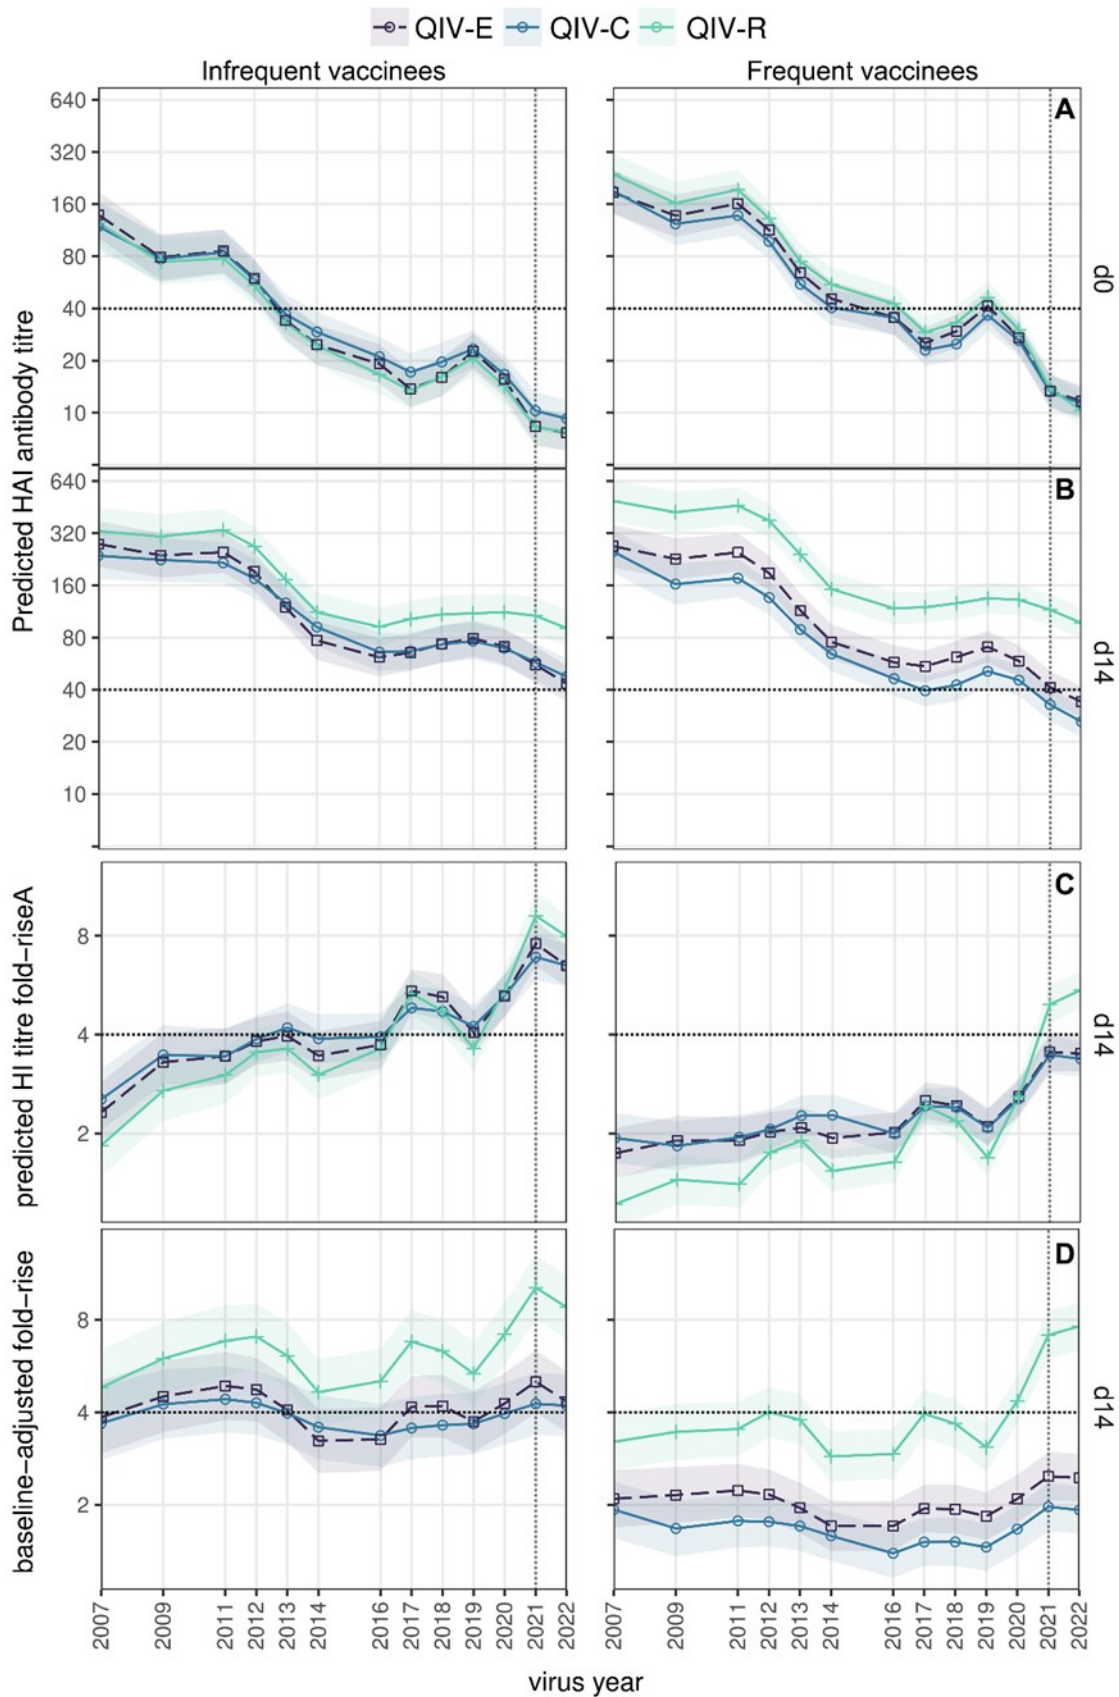 QIV-E QIV-C QIV-R
Infrequent vaccinees Frequent vaccinees
Predicted HAI antibody titre
640
320
160
80
40
20
10
A
d0
640
320
160
80
40
20
10
B
d14
predicted HI titre fold-riseA
8
4
2
C
d14
baseline-adjusted fold-rise
8
4
2
D
d14
2007 2009 2011 2012 2013 2014 2016 2017 2018 2019 2020 2021 2022 2007 2009 2011 2012 2013 2014 2016 2017 2018 2019 2020 2021 2022
virus year